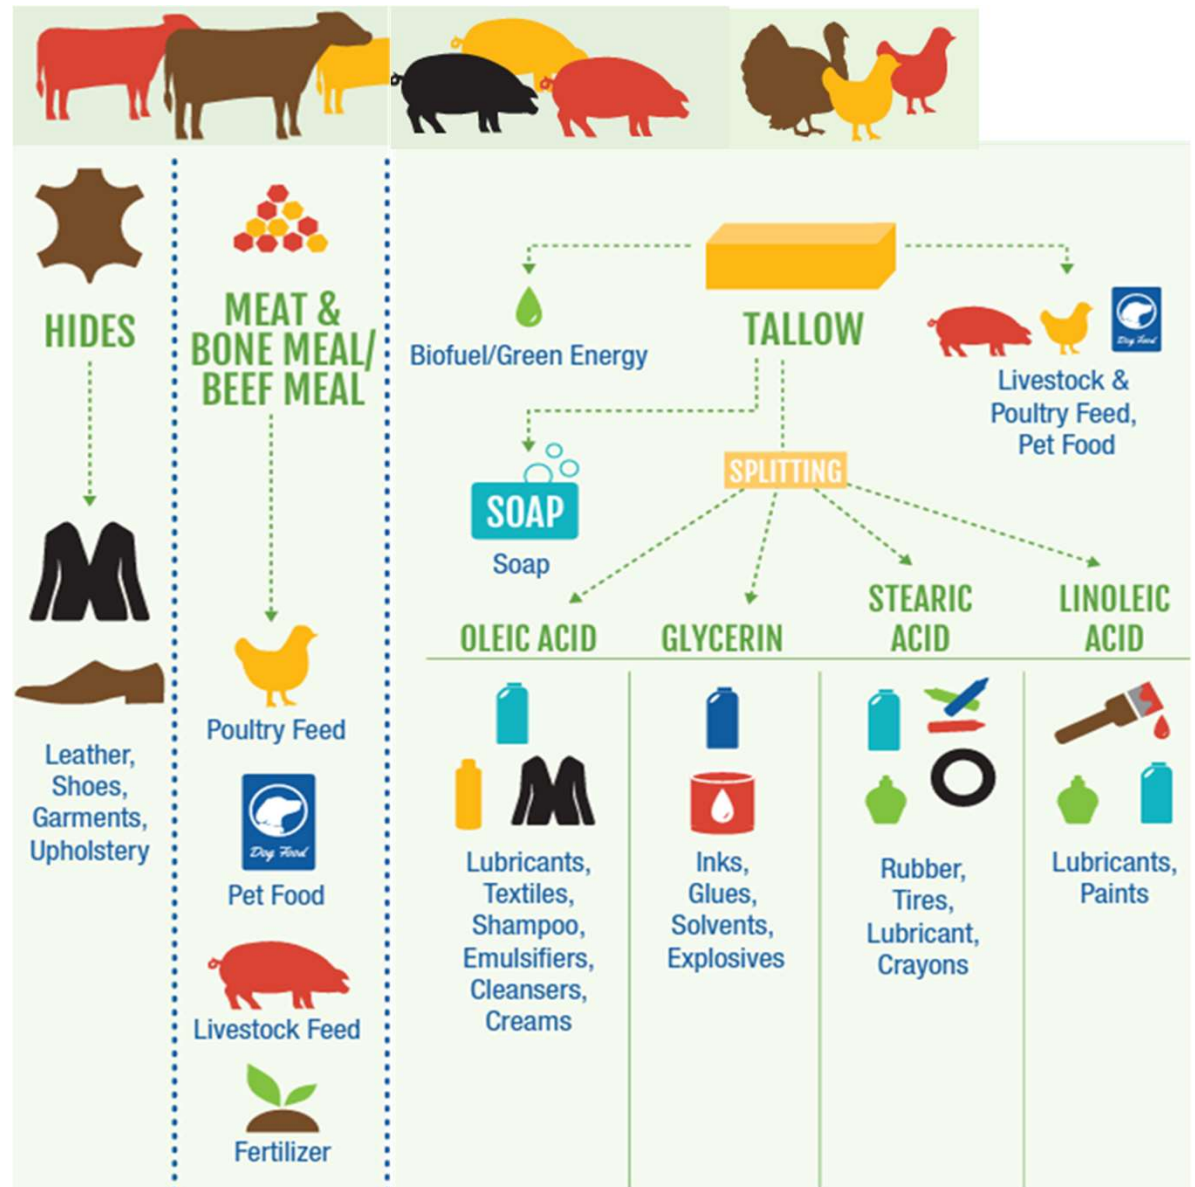 HIDES
Leather,
Shoes,
Garments,
Upholstery
MEAT &
BONE MEAL/
BEEF MEAL
Poultry Feed
Dog Food
Pet Food
Livestock Feed
Fertilizer
TALLOW
Biofuel/Green Energy
Dog Food
Livestock &
Poultry Feed,
Pet Food
SOAP
Soap
SPLITTING
OLEIC ACID
Lubricants,
Textiles,
Shampoo,
Emulsifiers,
Cleansers,
Creams
GLYCERIN
Inks,
Glues,
Solvents,
Explosives
STEARIC
ACID
Rubber,
Tires,
Lubricant,
Crayons
LINOLEIC
ACID
Lubricants,
Paints